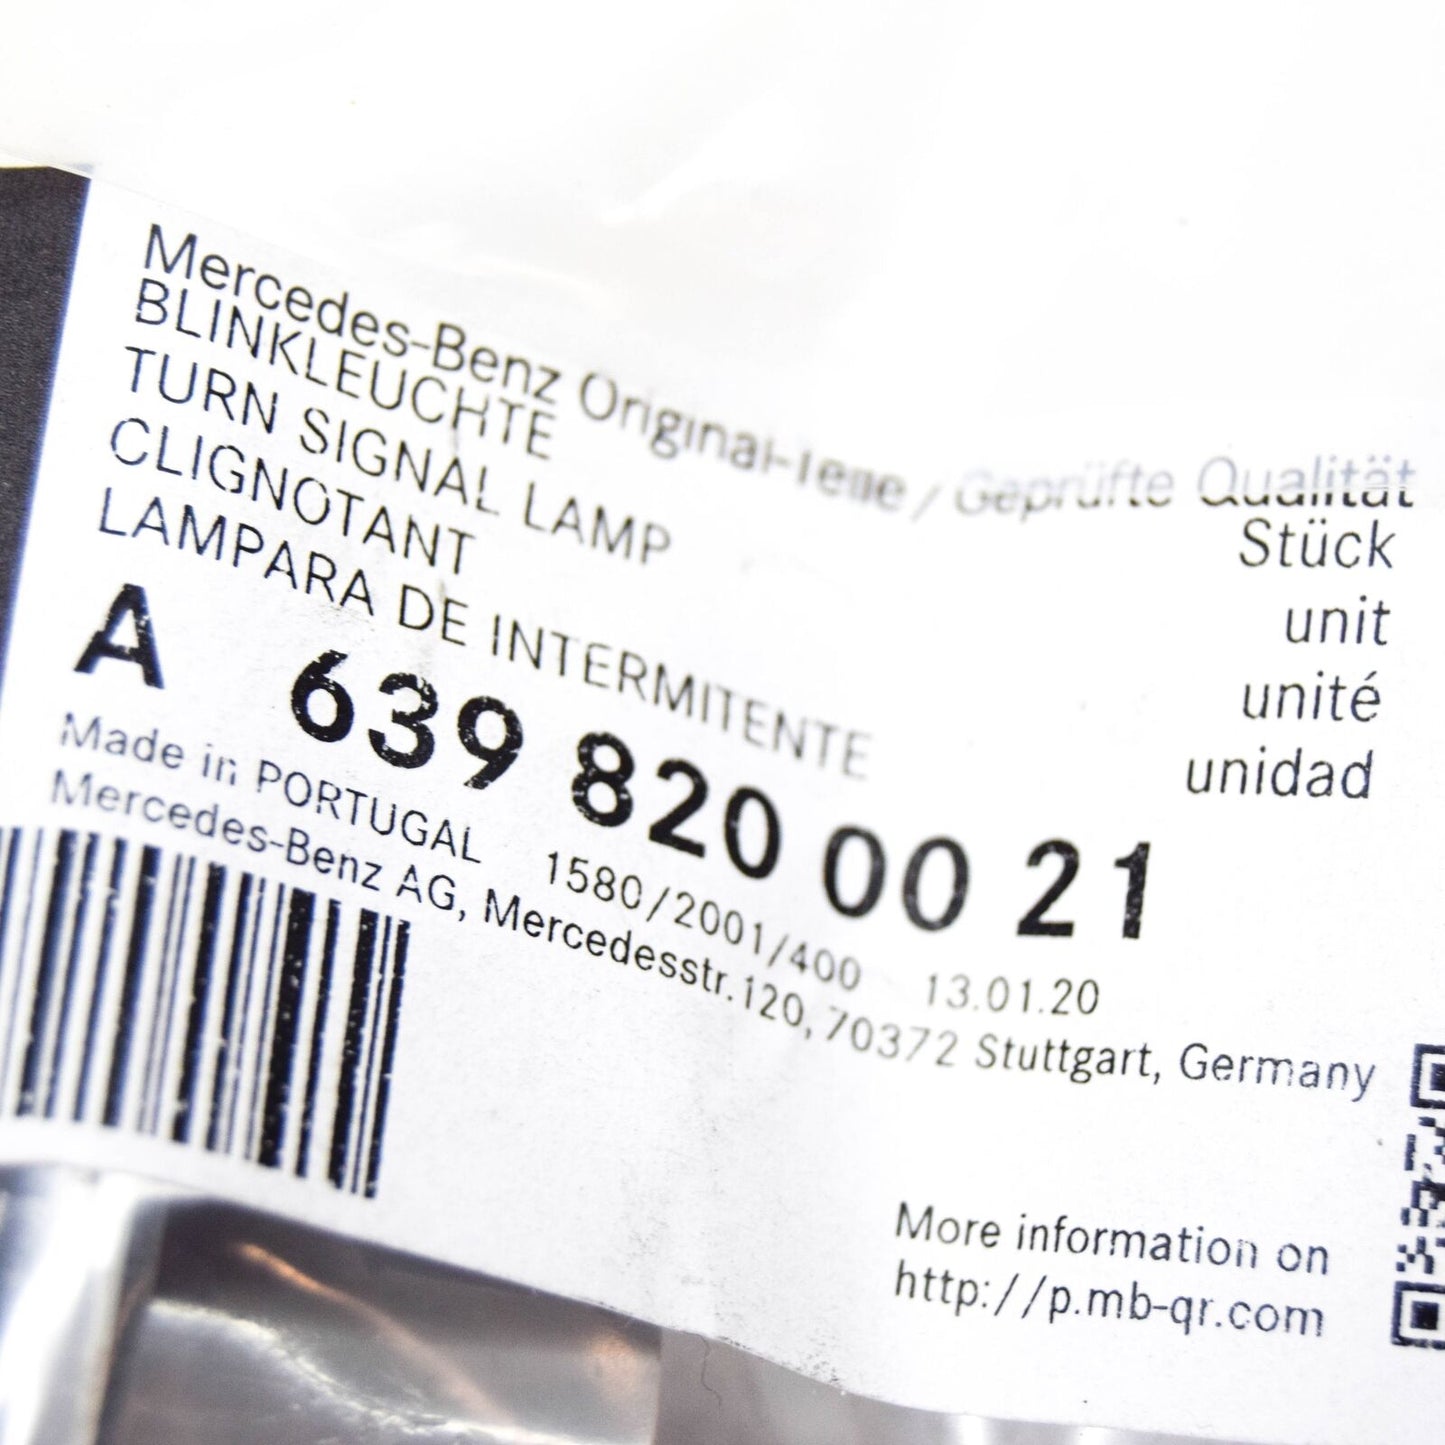 Mercedes-Benz Original-Teile / Geprüfte Qualität
BLINKLEUCHTE
TURN SIGNAL LAMP
CLIGNOTANT
LAMPARA DE INTERMITENTE
Stück
unit
unité
unidad
A 639 820 00 21
Made in PORTUGAL 1580/2001/400 13.01.20
Mercedes-Benz AG, Mercedesstr.120, 70372 Stuttgart, Germany
More information on
http://p.mb-qr.com